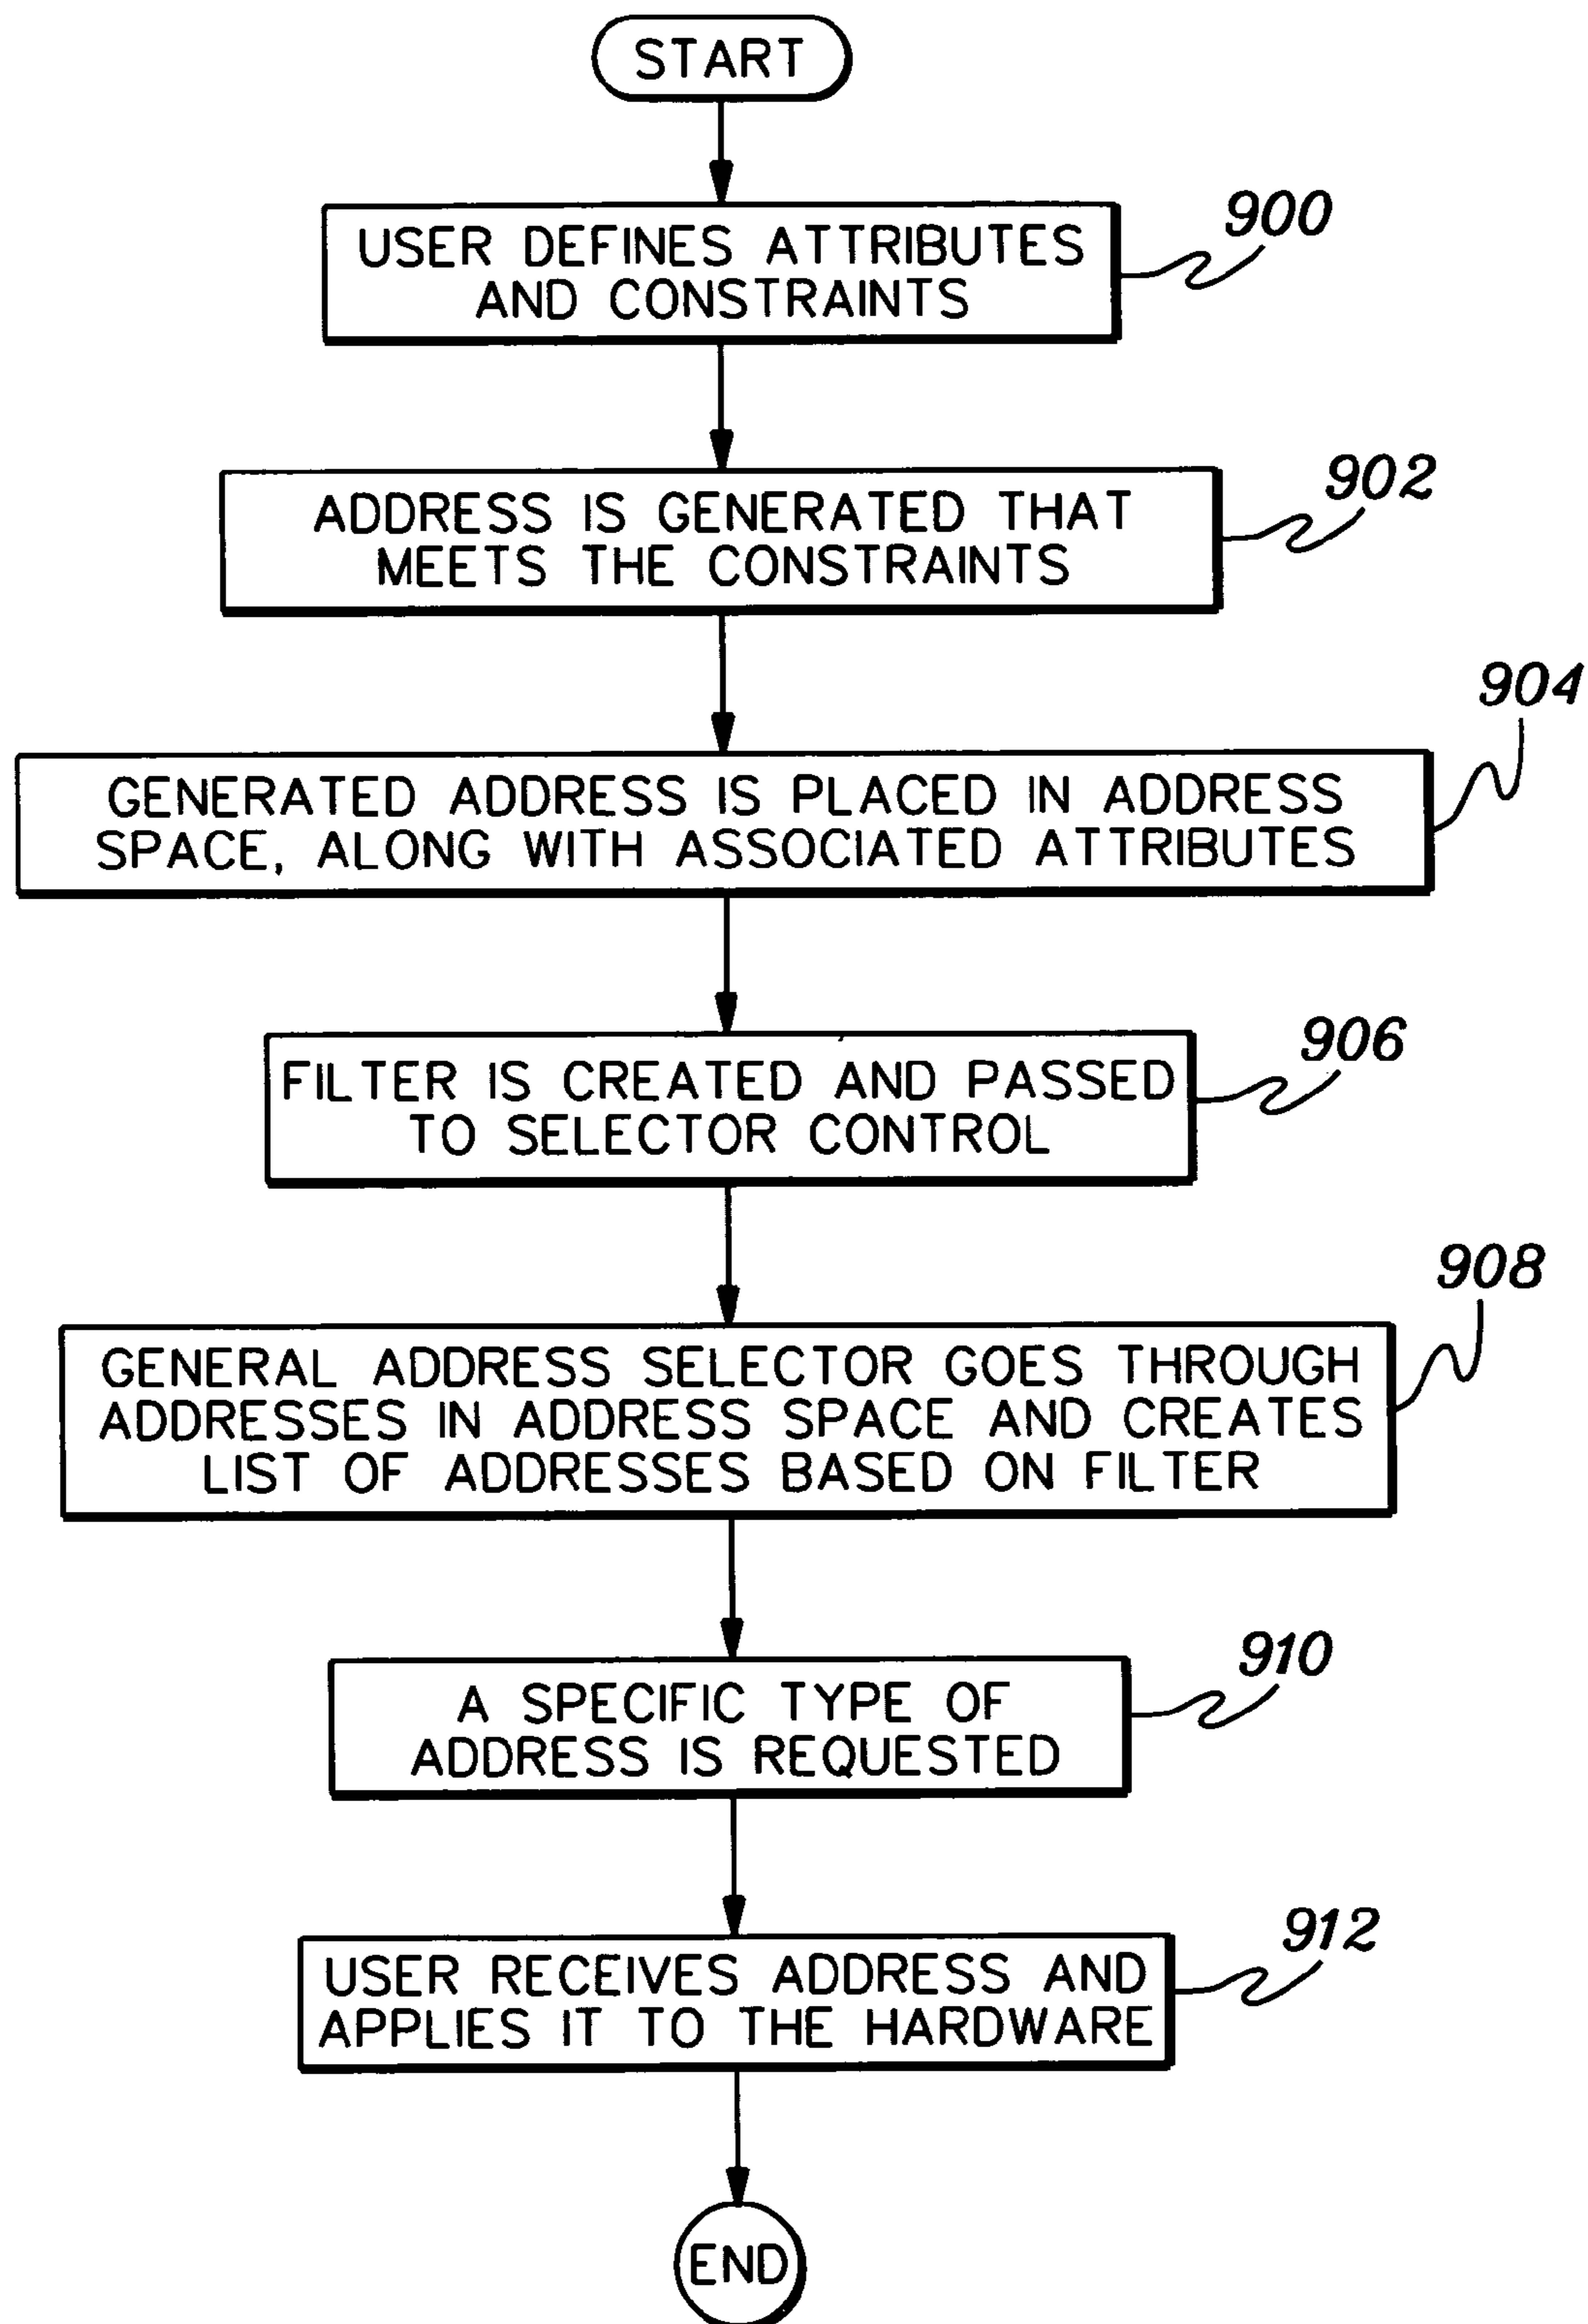 START
900
USER DEFINES ATTRIBUTES
AND CONSTRAINTS
902
ADDRESS IS GENERATED THAT
MEETS THE CONSTRAINTS
904
GENERATED ADDRESS IS PLACED IN ADDRESS
SPACE, ALONG WITH ASSOCIATED ATTRIBUTES
906
FILTER IS CREATED AND PASSED
TO SELECTOR CONTROL
908
GENERAL ADDRESS SELECTOR GOES THROUGH
ADDRESSES IN ADDRESS SPACE AND CREATES
LIST OF ADDRESSES BASED ON FILTER
910
A SPECIFIC TYPE OF
ADDRESS IS REQUESTED
912
USER RECEIVES ADDRESS AND
APPLIES IT TO THE HARDWARE
END